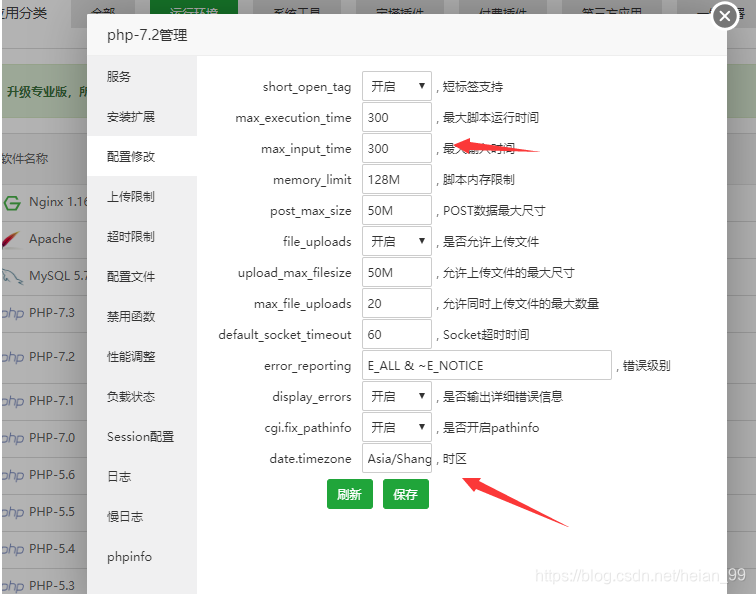 应用分类 全部 运行环境 系统工具 宝塔插件 付费插件 第三方应用
php-7.2管理
升级专业版，所
软件名称
Nginx 1.16
Apache
MySQL 5.7
php PHP-7.3
php PHP-7.2
php PHP-7.1
php PHP-7.0
php PHP-5.6
php PHP-5.5
php PHP-5.4
php PHP-5.3
服务
安装扩展
配置修改
上传限制
超时限制
配置文件
禁用函数
性能调整
负载状态
Session配置
日志
慢日志
phpinfo
short_open_tag 开启 , 短标签支持
max_execution_time 300 , 最大脚本运行时间
max_input_time 300 , 最大输入时间
memory_limit 128M , 脚本内存限制
post_max_size 50M , POST数据最大尺寸
file_uploads 开启 , 是否允许上传文件
upload_max_filesize 50M , 允许上传文件的最大尺寸
max_file_uploads 20 , 允许同时上传文件的最大数量
default_socket_timeout 60 , Socket超时时间
error_reporting E_ALL & ~E_NOTICE , 错误级别
display_errors 开启 , 是否输出详细错误信息
cgi.fix_pathinfo 开启 , 是否开启pathinfo
date.timezone Asia/Shang , 时区
刷新 保存
https://blog.csdn.net/heian_99